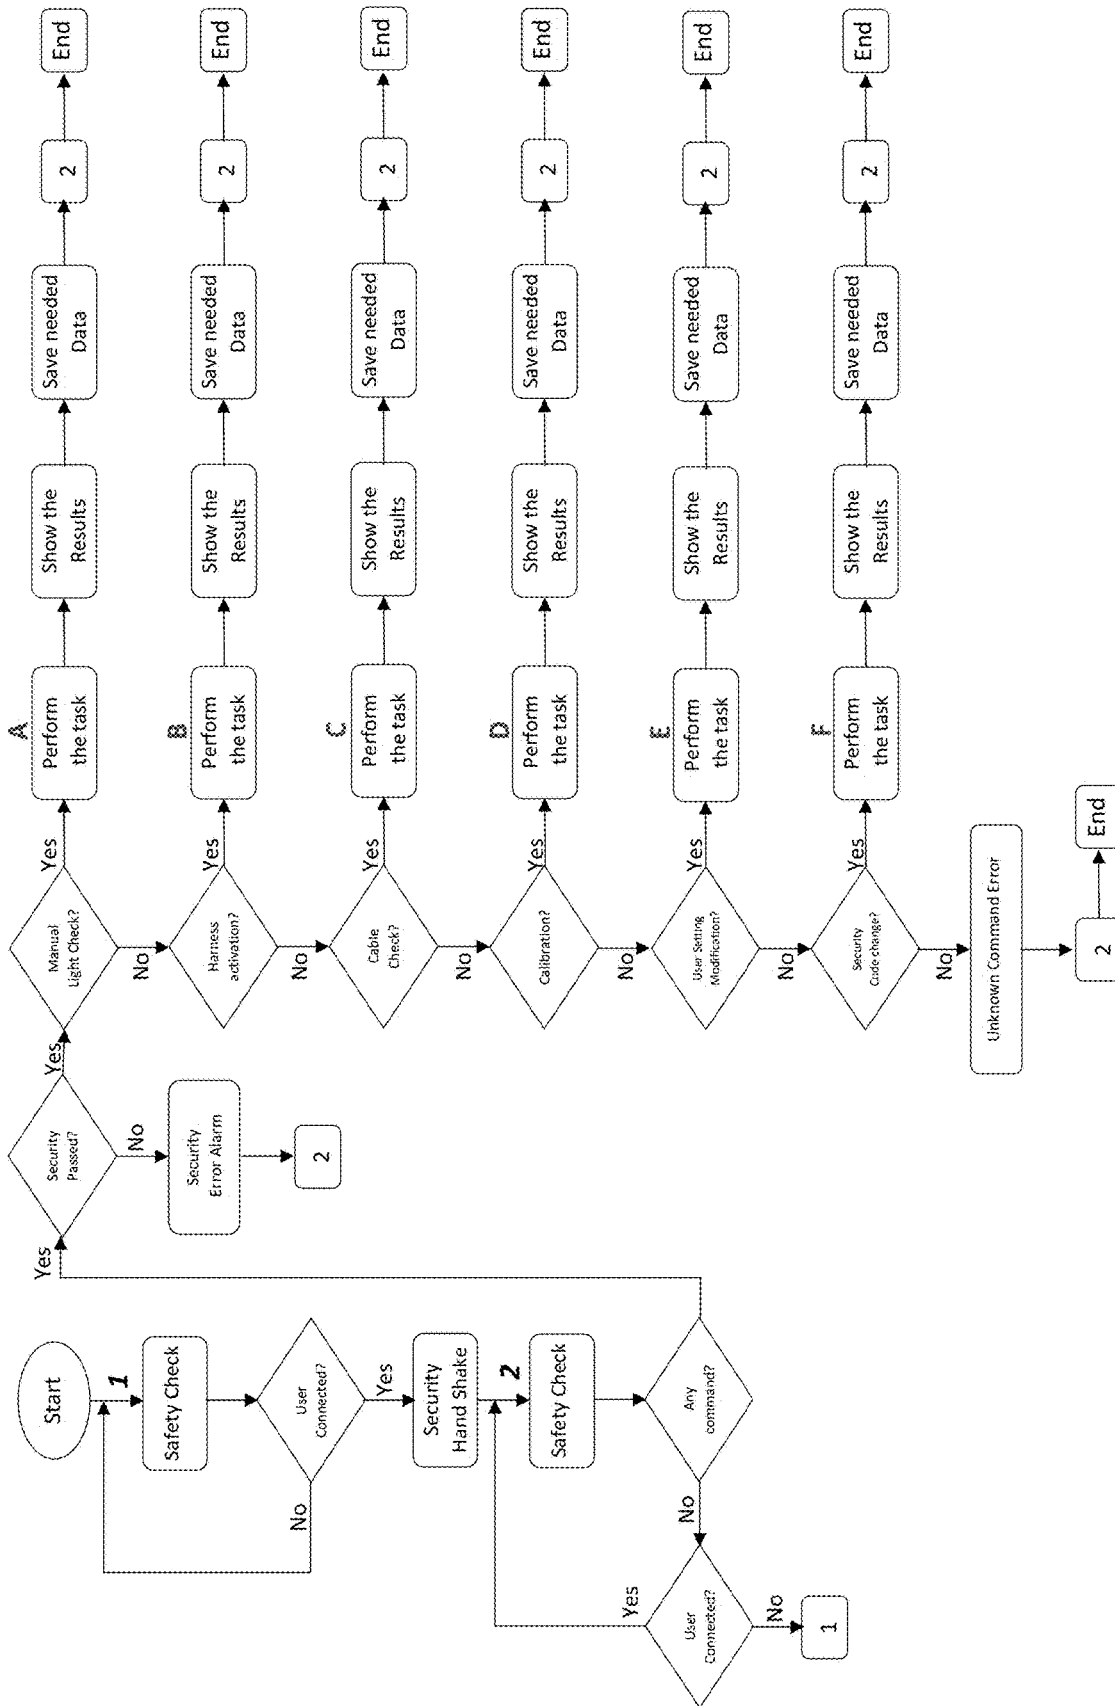 Start
1
Safety Check
User
Connected?
No
Yes
Security
Hand Shake
2
Safety Check
Any
command?
No
User
Connected?
Yes
No
1
Yes
Security
Passed?
No
Security
Error Alarm
2
Yes
Manual
Light Check?
Yes
No
A
Perform
the task
Show the
Results
Save needed
Data
2
End
Harness
activation?
Yes
No
B
Perform
the task
Show the
Results
Save needed
Data
2
End
Cable
Check?
Yes
No
C
Perform
the task
Show the
Results
Save needed
Data
2
End
Calibration?
Yes
No
D
Perform
the task
Show the
Results
Save needed
Data
2
End
User Setting
Modification?
Yes
No
E
Perform
the task
Show the
Results
Save needed
Data
2
End
Security
Code change?
Yes
No
F
Perform
the task
Show the
Results
Save needed
Data
2
End
Unknown Command Error
2
End